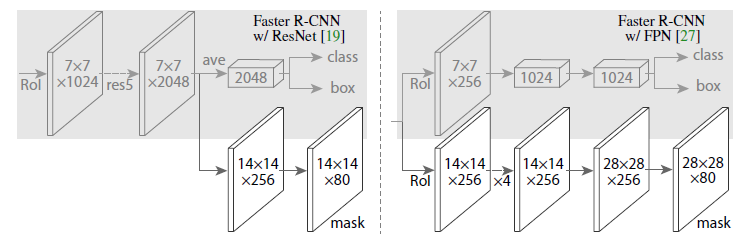 Faster R-CNN
w/ ResNet [19]
RoI
7×7
×1024
res5
7×7
×2048
ave
2048
class
box
14×14
×256
14×14
×80
mask
Faster R-CNN
w/ FPN [27]
RoI
7×7
×256
1024
1024
class
box
RoI
14×14
×256
×4
14×14
×256
28×28
×256
28×28
×80
mask